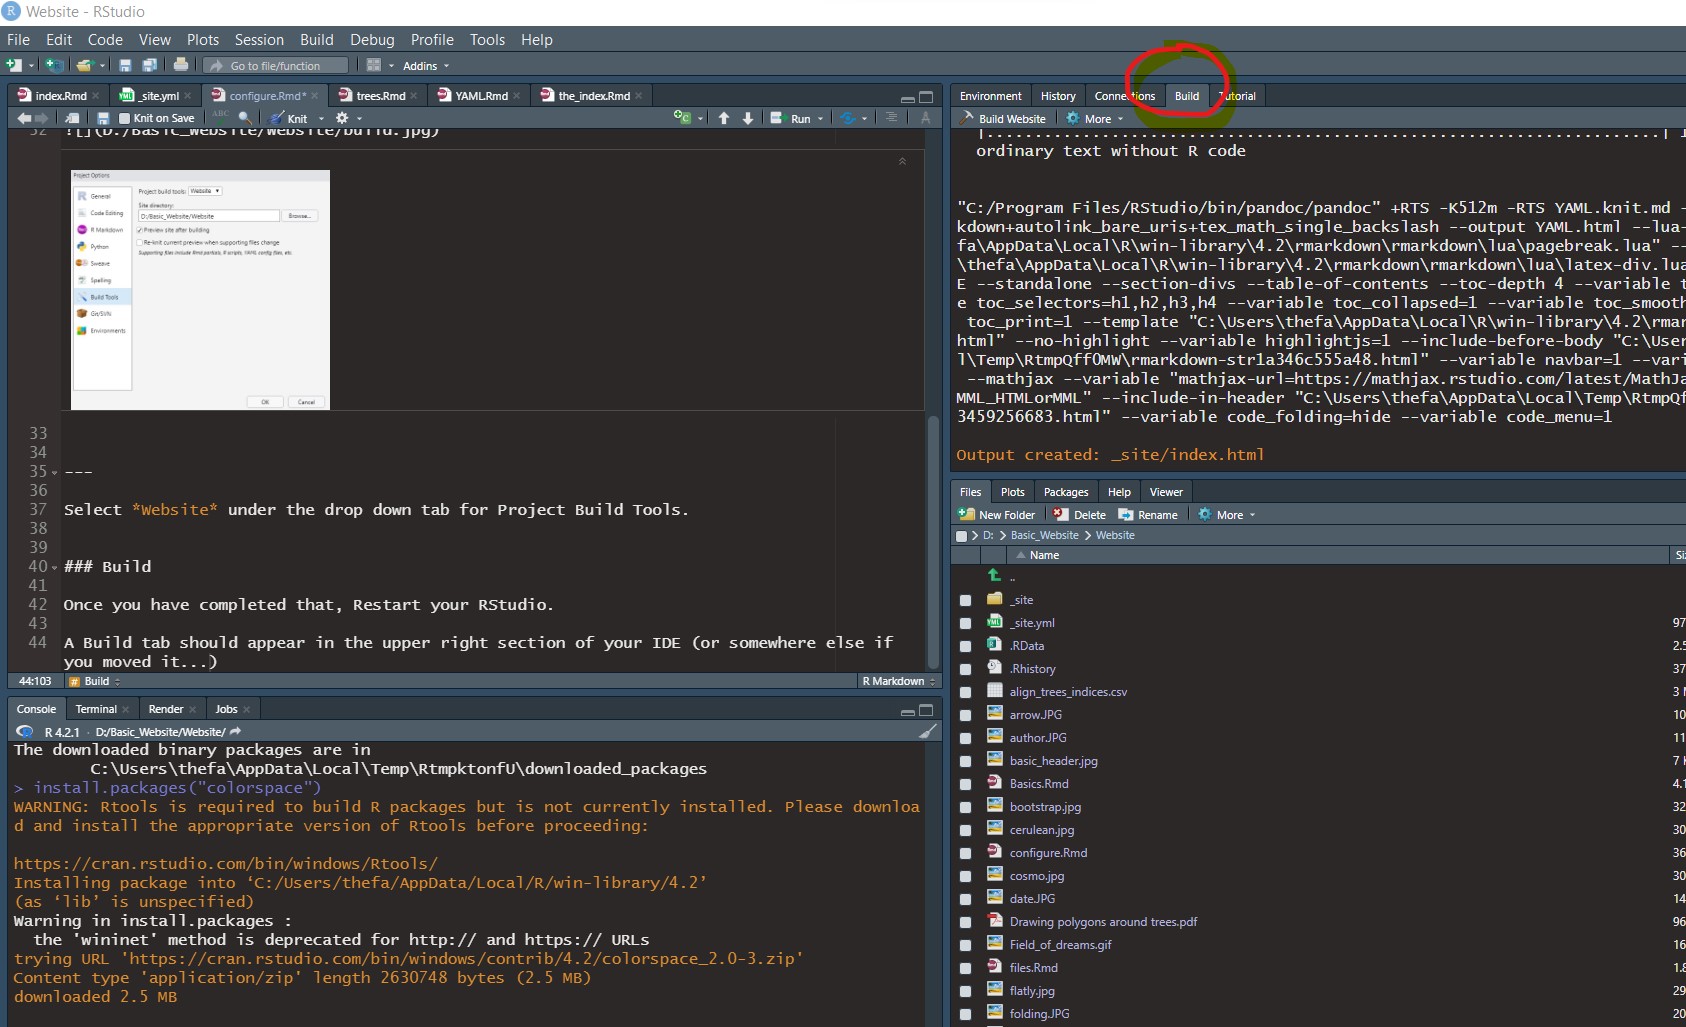 Website - RStudio
File Edit Code View Plots Session Build Debug Profile Tools Help
Go to file/function Addins
index.Rmd _site.yml configure.Rmd* trees.Rmd YAML.Rmd the_index.Rmd
Knit on Save ABC Knit Run
32 ![](D:/Basic_Website/Website/build.jpg)
Project Options
General
Code Editing
R Markdown
Python
Sweave
Spelling
Build Tools
Git/SVN
Environments
Project build tools: Website
Site directory:
D:/Basic_Website/Website Browse...
Preview site after building
Re-knit current preview when supporting files change
Supporting files include Rmd partials, R scripts, YAML config files, etc.
OK Cancel
33
34
35 ---
36
37 Select *Website* under the drop down tab for Project Build Tools.
38
39
40 ### Build
41
42 Once you have completed that, Restart your RStudio.
43
44 A Build tab should appear in the upper right section of your IDE (or somewhere else if
you moved it...)
44:103 # Build R Markdown
Console Terminal Render Jobs
R 4.2.1 · D:/Basic_Website/Website/
The downloaded binary packages are in
C:\Users\thefa\AppData\Local\Temp\RtmpktonfU\downloaded_packages
> install.packages("colorspace")
WARNING: Rtools is required to build R packages but is not currently installed. Please downloa
d and install the appropriate version of Rtools before proceeding:
https://cran.rstudio.com/bin/windows/Rtools/
Installing package into ‘C:/Users/thefa/AppData/Local/R/win-library/4.2’
(as ‘lib’ is unspecified)
Warning in install.packages :
the 'wininet' method is deprecated for http:// and https:// URLs
trying URL 'https://cran.rstudio.com/bin/windows/contrib/4.2/colorspace_2.0-3.zip'
Content type 'application/zip' length 2630748 bytes (2.5 MB)
downloaded 2.5 MB
Environment History Connections Build Tutorial
Build Website More
|......................................................................| 1
ordinary text without R code
"C:/Program Files/RStudio/bin/pandoc/pandoc" +RTS -K512m -RTS YAML.knit.md -
kdown+autolink_bare_uris+tex_math_single_backslash --output YAML.html --lua-
fa\AppData\Local\R\win-library\4.2\rmarkdown\rmarkdown\lua\pagebreak.lua" --
\thefa\AppData\Local\R\win-library\4.2\rmarkdown\rmarkdown\lua\latex-div.lua
E --standalone --section-divs --table-of-contents --toc-depth 4 --variable t
e toc_selectors=h1,h2,h3,h4 --variable toc_collapsed=1 --variable toc_smooth
toc_print=1 --template "C:\Users\thefa\AppData\Local\R\win-library\4.2\rmar
html" --no-highlight --variable highlightjs=1 --include-before-body "C:\User
l\Temp\RtmpQffOMW\rmarkdown-str1a346c555a48.html" --variable navbar=1 --vari
--mathjax --variable "mathjax-url=https://mathjax.rstudio.com/latest/MathJa
MML_HTMLorMML" --include-in-header "C:\Users\thefa\AppData\Local\Temp\RtmpQf
3459256683.html" --variable code_folding=hide --variable code_menu=1
Output created: _site/index.html
Files Plots Packages Help Viewer
New Folder Delete Rename More
D: > Basic_Website > Website
Name Si
..
_site
_site.yml 97
.RData 2.5
.Rhistory 37
align_trees_indices.csv 3 M
arrow.JPG 10
author.JPG 11
basic_header.jpg 7 K
Basics.Rmd 4.1
bootstrap.jpg 32
cerulean.jpg 30
configure.Rmd 36
cosmo.jpg 30
date.JPG 14
Drawing polygons around trees.pdf 96
Field_of_dreams.gif 16
files.Rmd 1.8
flatly.jpg 29
folding.JPG 20